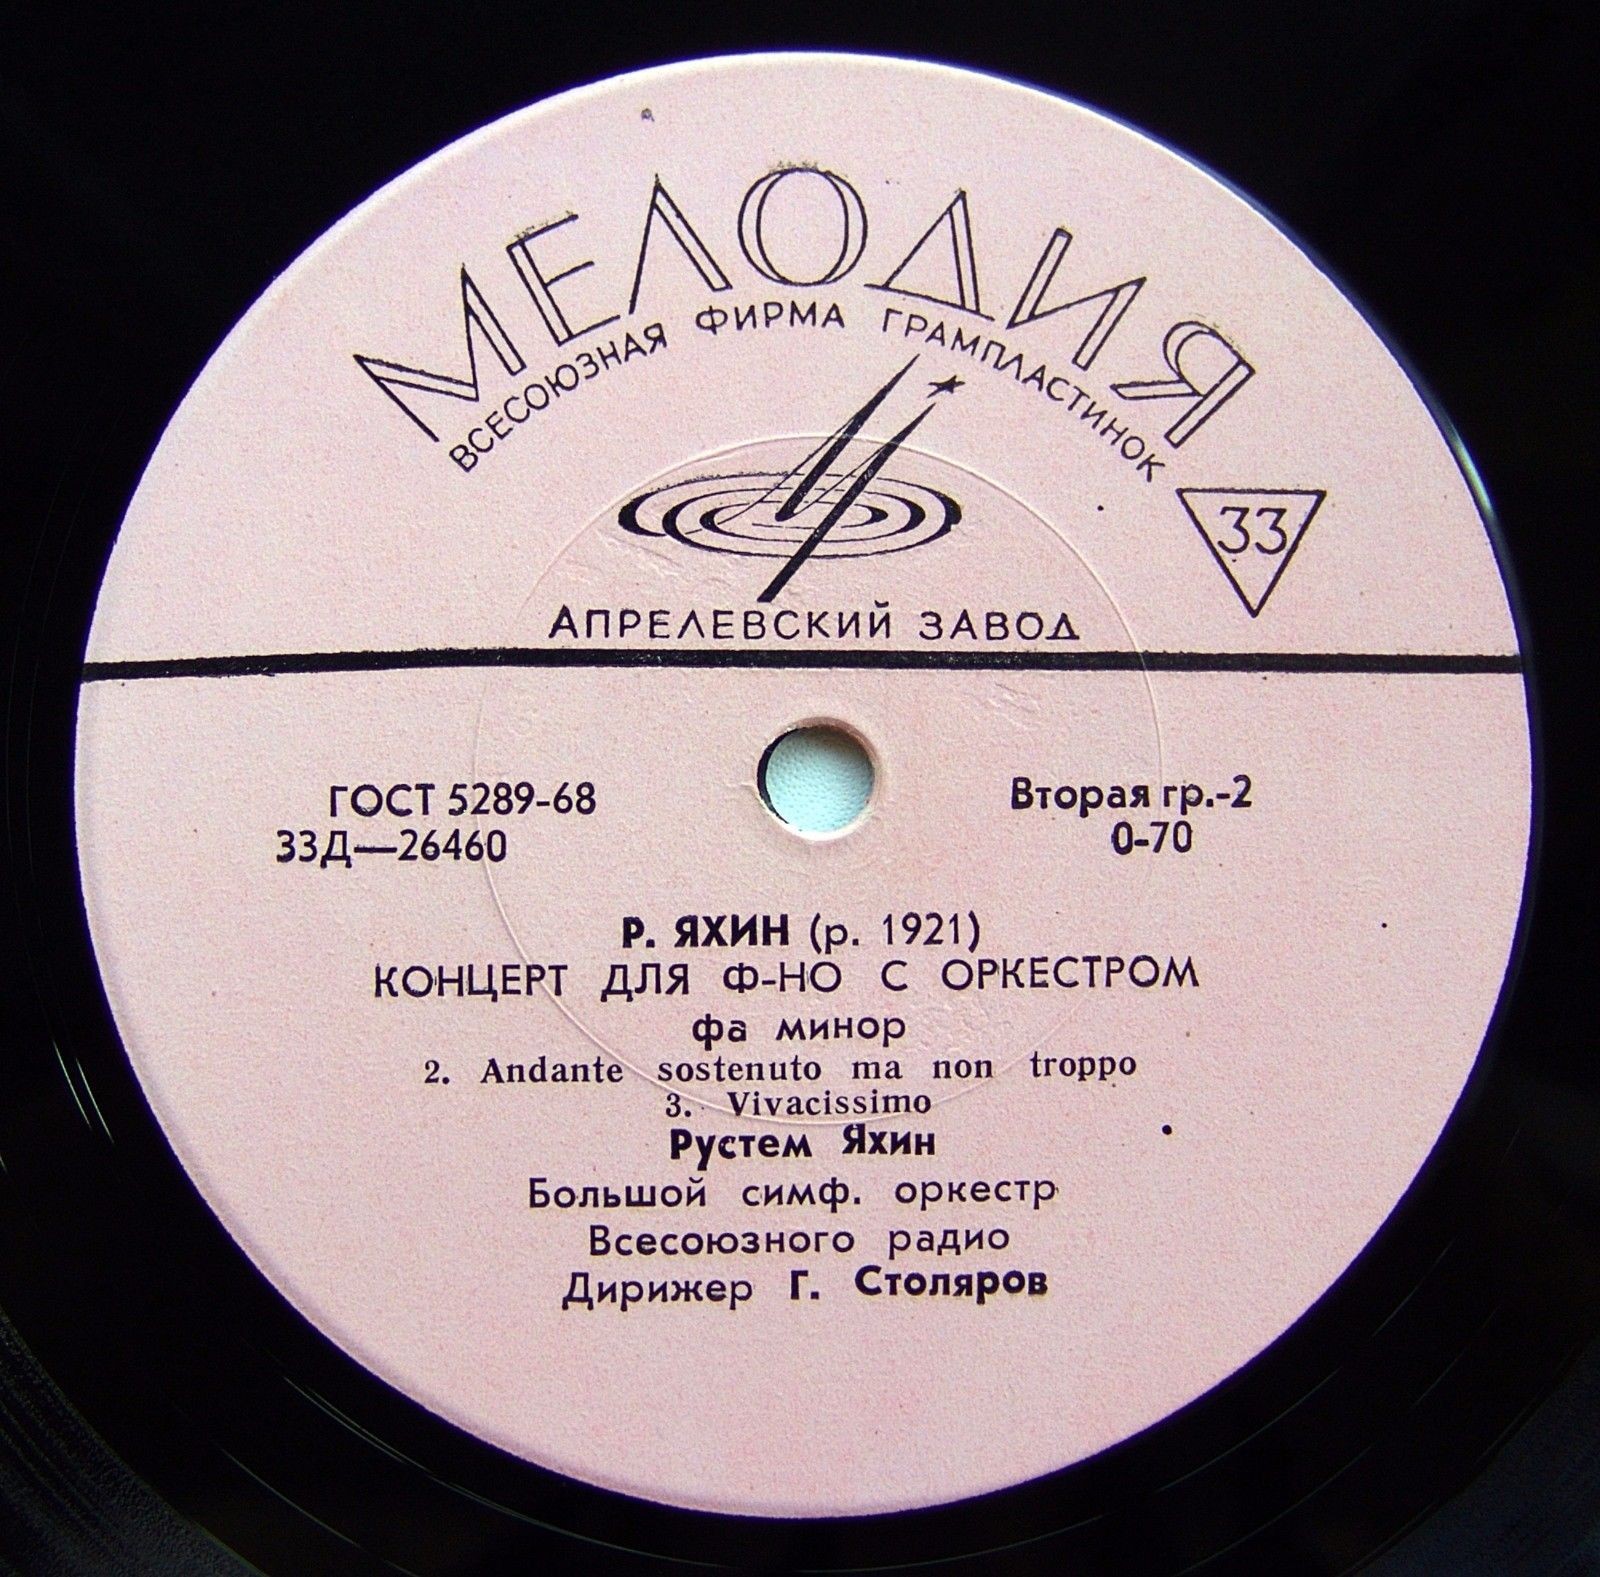 МЕЛОДИЯ
ВСЕСОЮЗНАЯ ФИРМА ГРАМПЛАСТИНОК
33
АПРЕЛЕВСКИЙ ЗАВОД
ГОСТ 5289-68
Вторая гр.-2
33Д—26460
0-70
Р. ЯХИН (р. 1921)
КОНЦЕРТ ДЛЯ Ф-НО С ОРКЕСТРОМ
фа минор
2. Andante sostenuto ma non troppo
3. Vivacissimo
Рустем Яхин
Большой симф. оркестр
Всесоюзного радио
Дирижер Г. Столяров